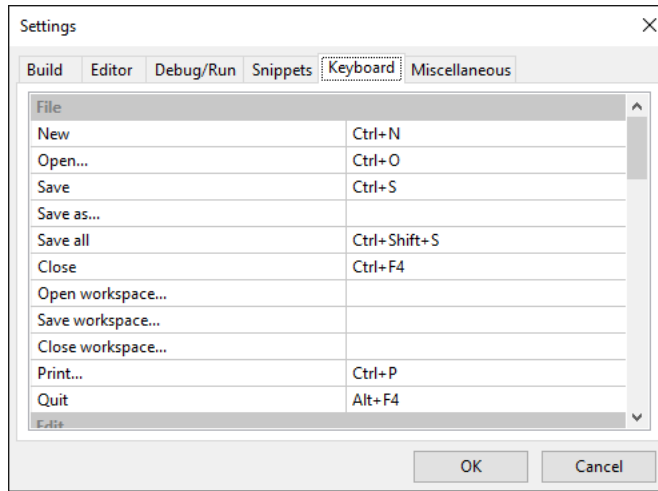 Settings
Build Editor Debug/Run Snippets Keyboard Miscellaneous
File
New Ctrl+N
Open... Ctrl+O
Save Ctrl+S
Save as...
Save all Ctrl+Shift+S
Close Ctrl+F4
Open workspace...
Save workspace...
Close workspace...
Print... Ctrl+P
Quit Alt+F4
Edit
OK Cancel